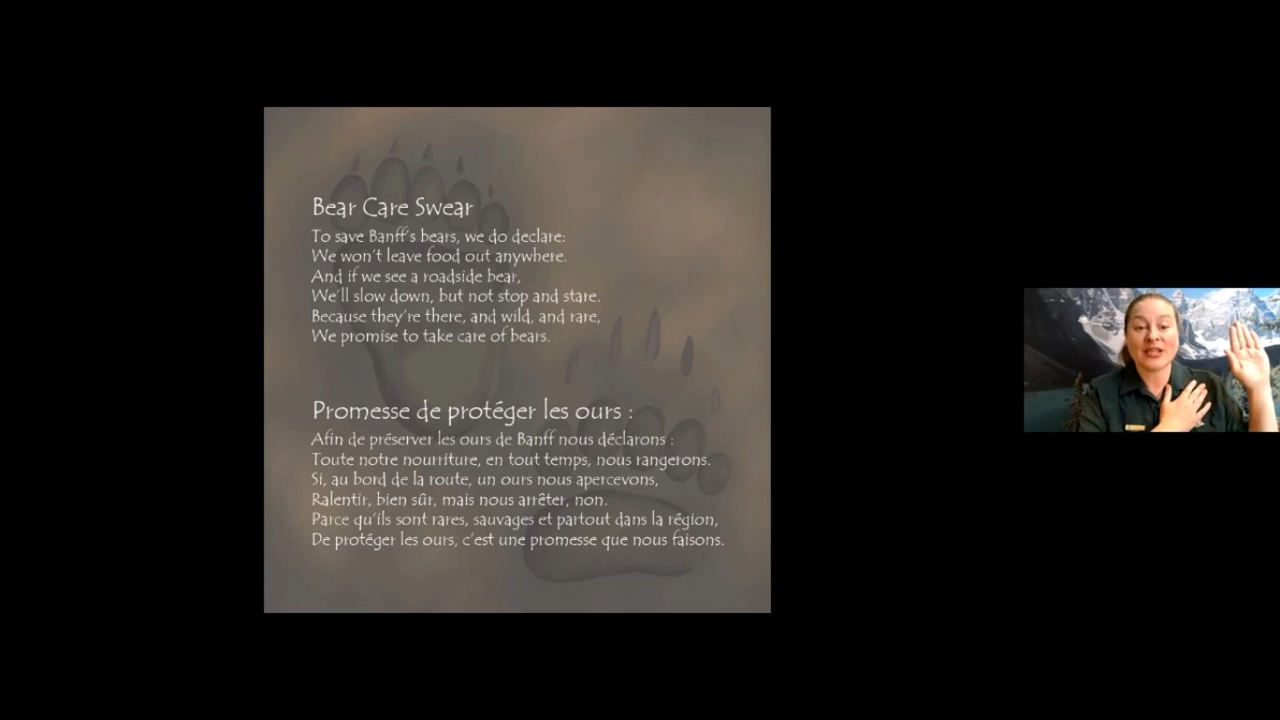 Bear Care Swear
To save Banff's bears, we do declare:
We won't leave food out anywhere.
And if we see a roadside bear,
We'll slow down, but not stop and stare.
Because they're there, and wild, and rare,
We promise to take care of bears.
Promesse de protéger les ours :
Afin de préserver les ours de Banff nous déclarons :
Toute notre nourriture, en tout temps, nous rangerons.
Si, au bord de la route, un ours nous apercevons,
Ralentir, bien sûr, mais nous arrêter, non.
Parce qu'ils sont rares, sauvages et partout dans la région,
De protéger les ours, c'est une promesse que nous faisons.